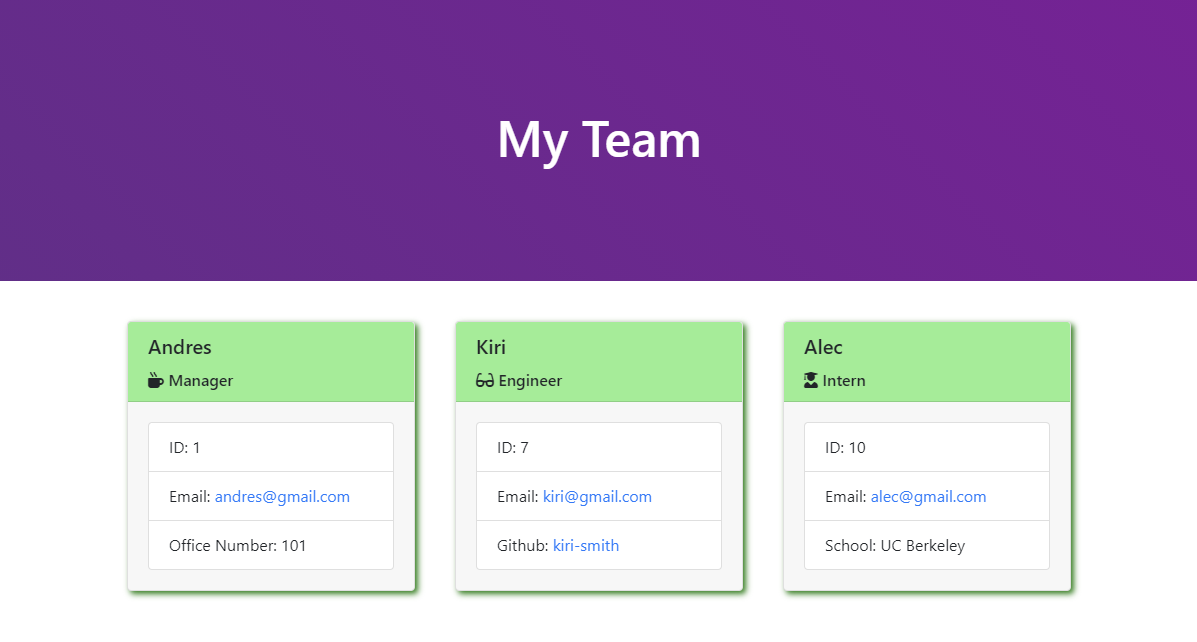 My Team
Andres
Manager
ID: 1
Email: andres@gmail.com
Office Number: 101
Kiri
Engineer
ID: 7
Email: kiri@gmail.com
Github: kiri-smith
Alec
Intern
ID: 10
Email: alec@gmail.com
School: UC Berkeley